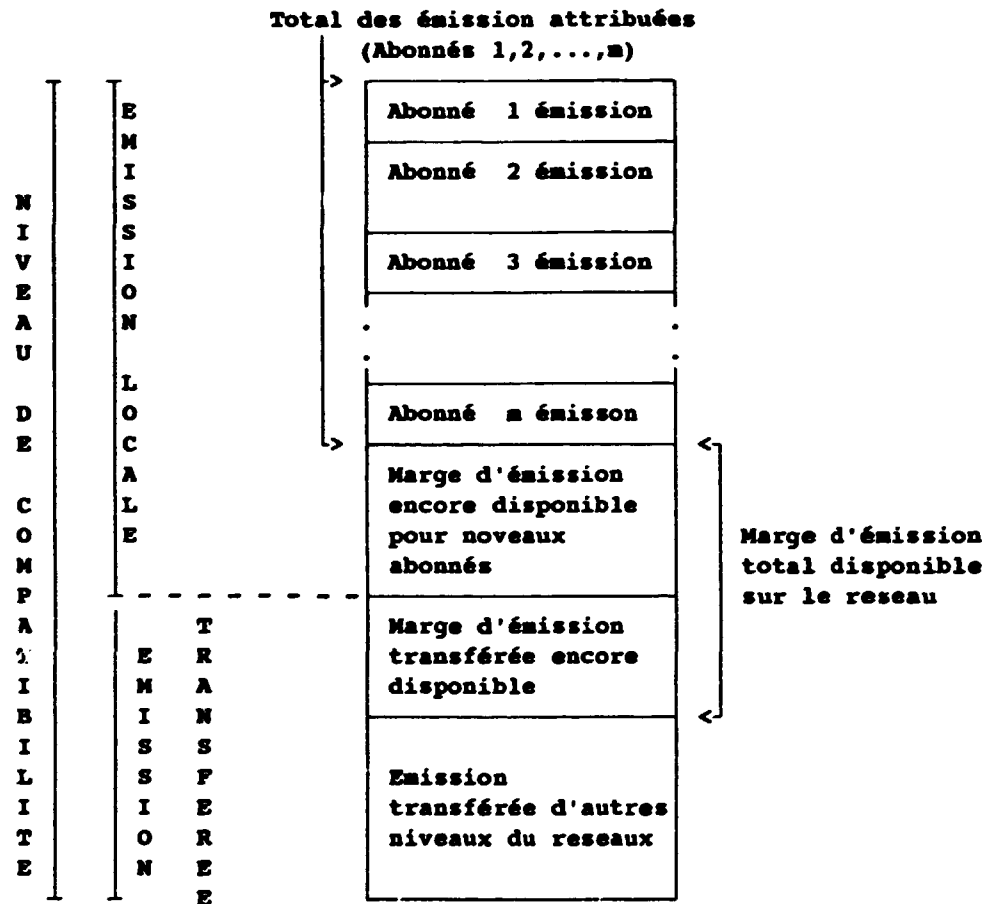 Total des émission attribuées
(Abonnés 1,2,...,m)
Abonné 1 émission
Abonné 2 émission
Abonné 3 émission
Abonné m émisson
Marge d'émission
encore disponible
pour noveaux
abonnés
Marge d'émission
transférée encore
disponible
Emission
transférée d'autres
niveaux du reseaux
Marge d'émission
total disponible
sur le reseau
NIVEAU DE COMPATIBILITE
EMISSION LOCALE
EMISSION
TRANSFEREE